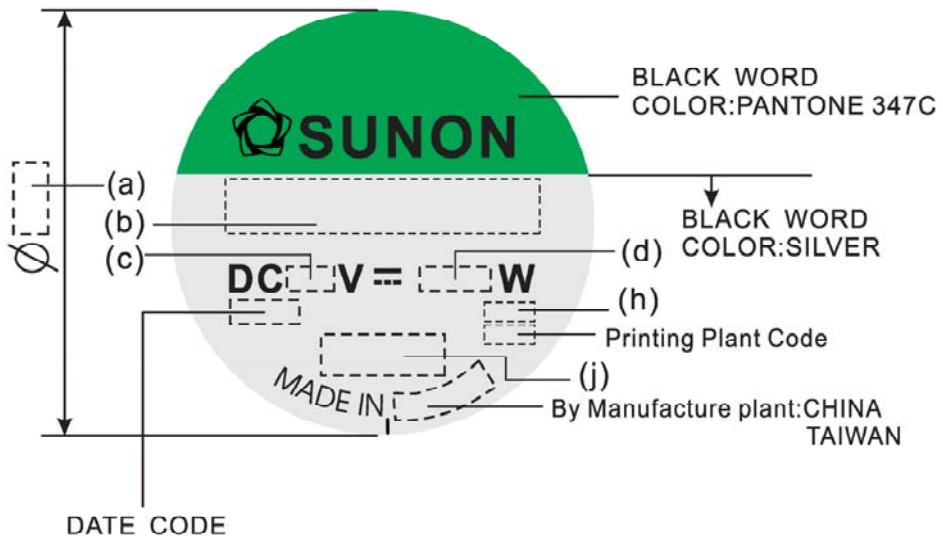 BLACK WORD
COLOR:PANTONE 347C
SUNON
(a)
(b)
BLACK WORD
COLOR:SILVER
(c)
(d)
DC V W
(h)
Printing Plant Code
(j)
MADE IN
By Manufacture plant:CHINA
TAIWAN
DATE CODE
Ø